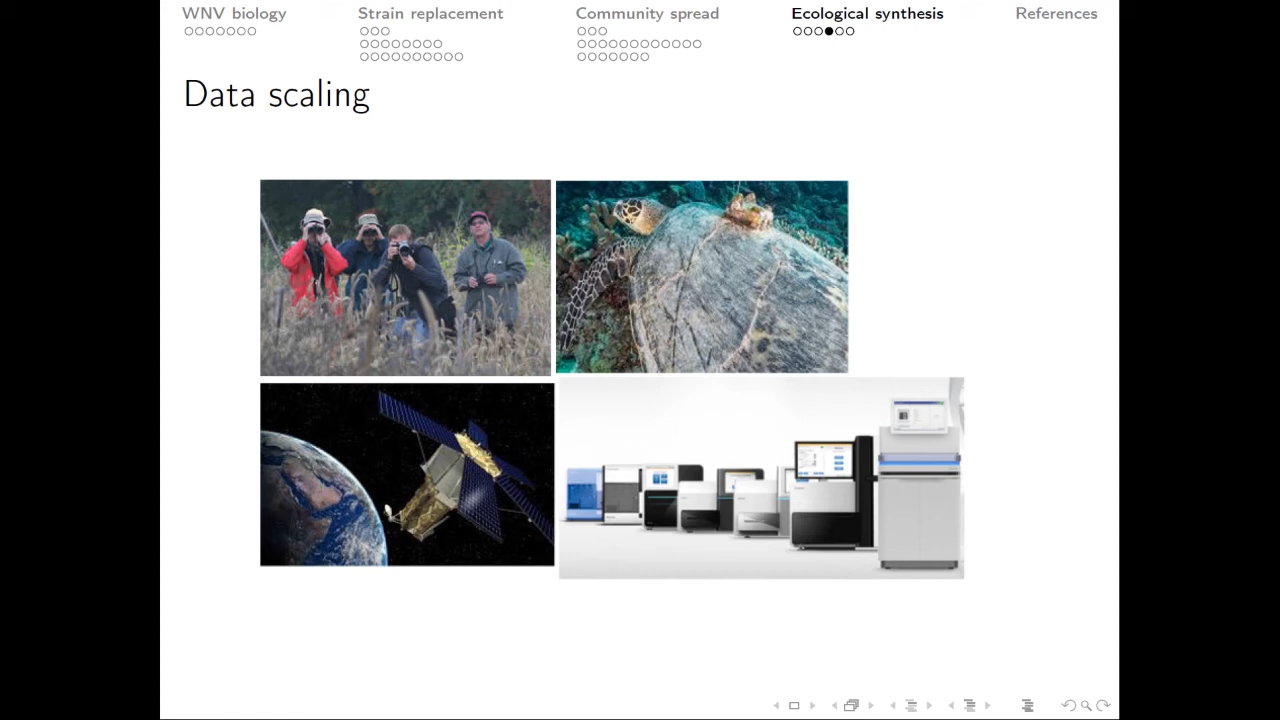 WNV biology Strain replacement Community spread Ecological synthesis References
Data scaling